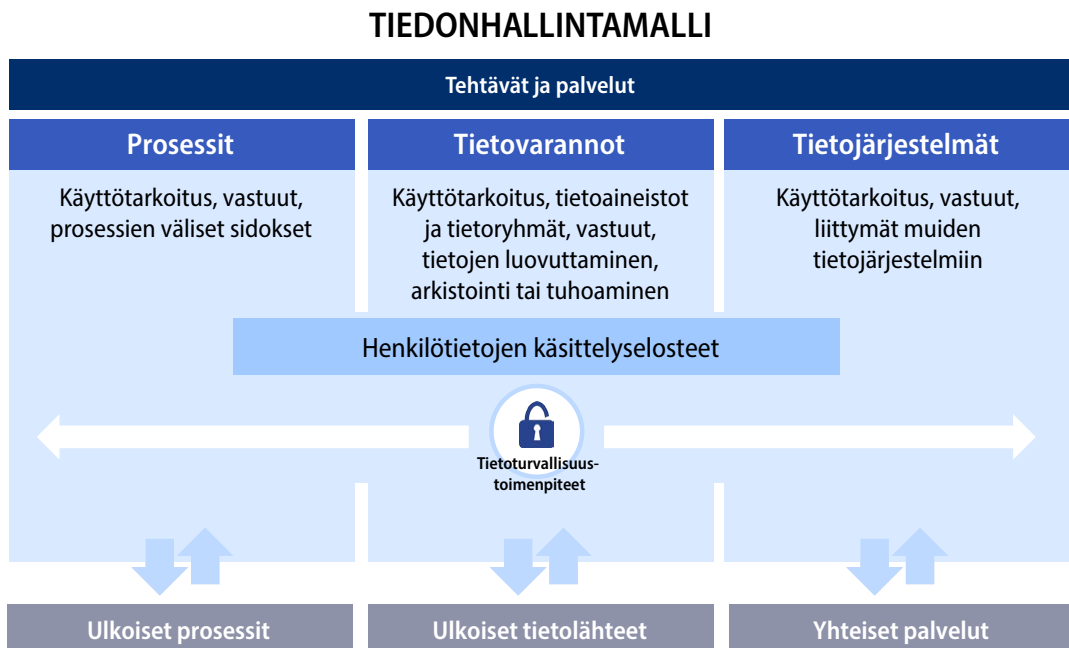 TIEDONHALLINTAMALLI
Tehtävät ja palvelut
Prosessit
Käyttötarkoitus, vastuut,
prosessien väliset sidokset
Tietovarannot
Käyttötarkoitus, tietoaineistot
ja tietoryhmät, vastuut,
tietojen luovuttaminen,
arkistointi tai tuhoaminen
Tietojärjestelmät
Käyttötarkoitus, vastuut,
liittymät muiden
tietojärjestelmiin
Henkilötietojen käsittelyselosteet
Tietoturvallisuus-
toimenpiteet
Ulkoiset prosessit
Ulkoiset tietolähteet
Yhteiset palvelut